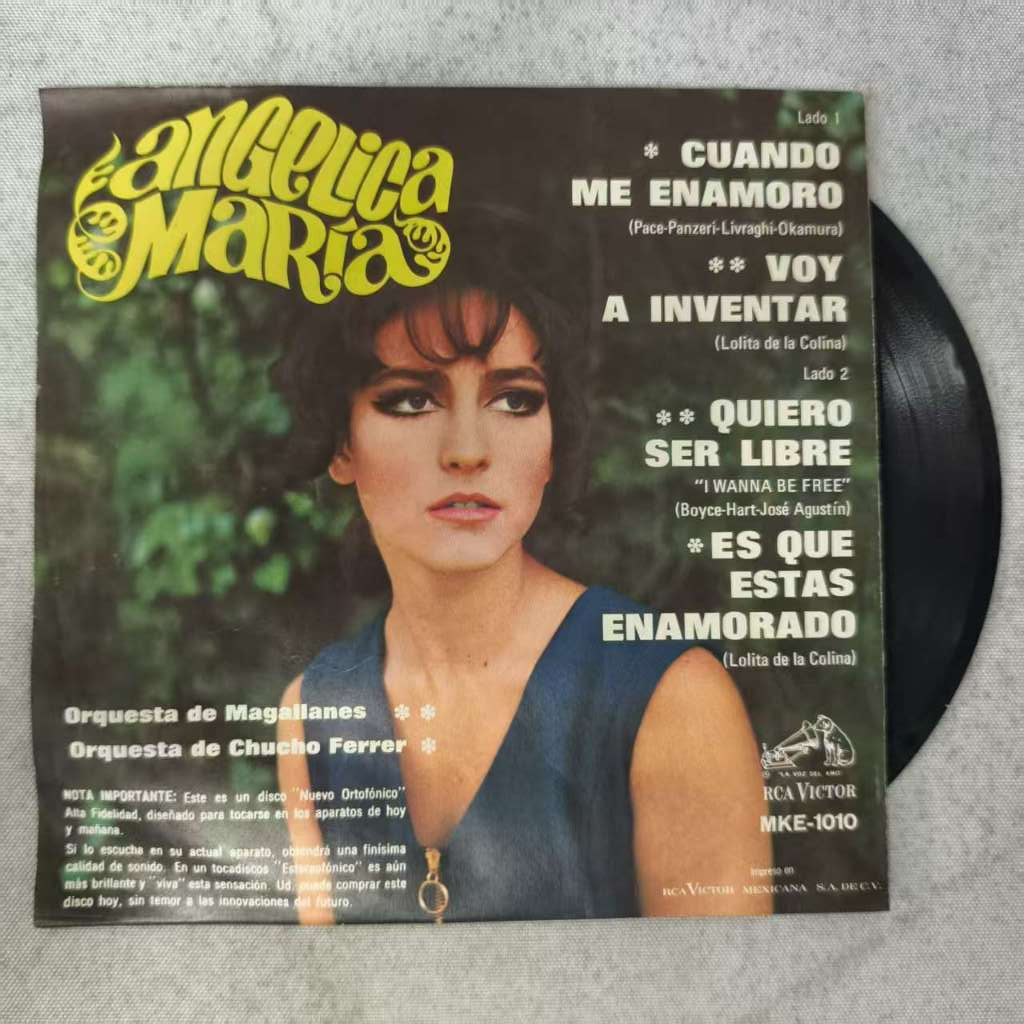 angelica
María
Lado 1
* CUANDO
ME ENAMORO
(Pace-Panzeri-Livraghi-Okamura)
** VOY
A INVENTAR
(Lolita de la Colina)
Lado 2
** QUIERO
SER LIBRE
"I WANNA BE FREE"
(Boyce-Hart-José Agustín)
* ES QUE
ESTAS
ENAMORADO
(Lolita de la Colina)
Orquesta de Magallanes **
Orquesta de Chucho Ferrer *
NOTA IMPORTANTE: Este es un disco "Nuevo Ortofónico"
Alta Fidelidad, diseñado para tocarse en los aparatos de hoy
y mañana.
Si lo escucha en su actual aparato, obtendrá una finísima
calidad de sonido. En un tocadiscos "Estereofónico" es aún
más brillante y "viva" esta sensación. Ud. puede comprar este
disco hoy, sin temor a las innovaciones del futuro.
"LA VOZ DEL AMO"
RCA VICTOR
MKE-1010
Impreso en
RCA VICTOR MEXICANA S.A. DE C.V.